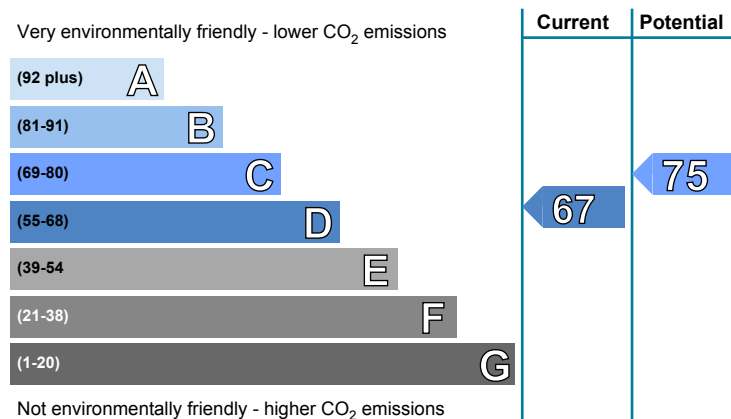 Current Potential
Very environmentally friendly - lower CO₂ emissions
(92 plus) A
(81-91) B
(69-80) C
75
(55-68) D
67
(39-54 E
(21-38) F
(1-20) G
Not environmentally friendly - higher CO₂ emissions